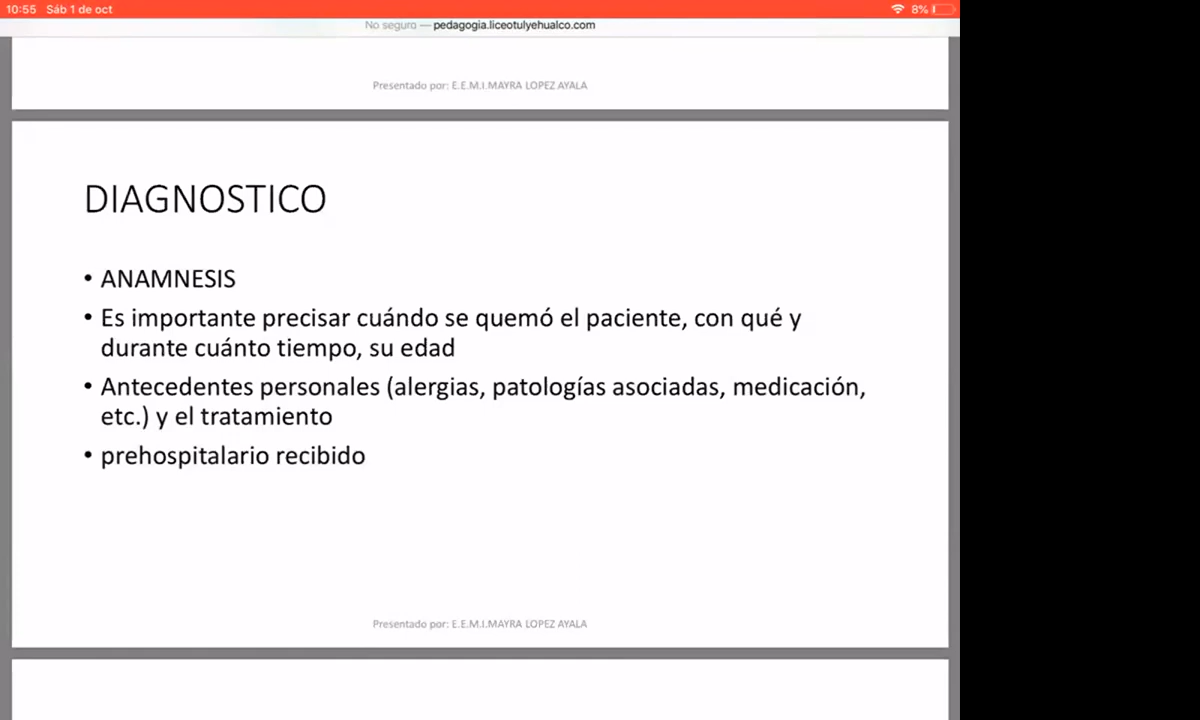 10:55 Sáb 1 de oct
8%
No seguro — pedagogia.liceotulyehualco.com
Presentado por: E.E.M.I.MAYRA LOPEZ AYALA
DIAGNOSTICO
• ANAMNESIS
• Es importante precisar cuándo se quemó el paciente, con qué y
durante cuánto tiempo, su edad
• Antecedentes personales (alergias, patologías asociadas, medicación,
etc.) y el tratamiento
• prehospitalario recibido
Presentado por: E.E.M.I.MAYRA LOPEZ AYALA